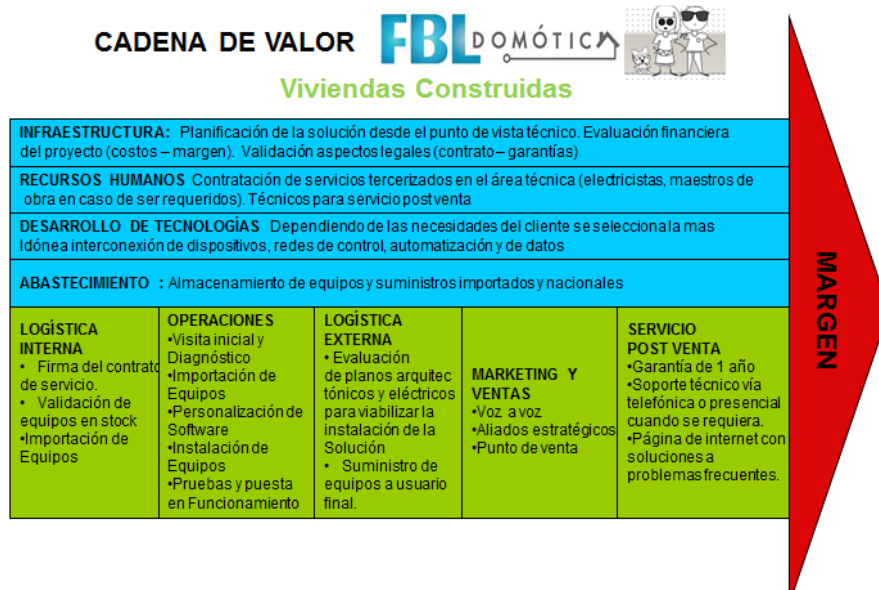 CADENA DE VALOR FBL DOMÓTICA
Viviendas Construidas
INFRAESTRUCTURA: Planificación de la solución desde el punto de vista técnico. Evaluación financiera
del proyecto (costos – margen). Validación aspectos legales (contrato – garantías)
RECURSOS HUMANOS Contratación de servicios tercerizados en el área técnica (electricistas, maestros de
obra en caso de ser requeridos). Técnicos para servicio postventa
DESARROLLO DE TECNOLOGÍAS Dependiendo de las necesidades del cliente se selecciona la mas
Idónea interconexión de dispositivos, redes de control, automatización y de datos
ABASTECIMIENTO : Almacenamiento de equipos y suministros importados y nacionales
LOGÍSTICA
INTERNA
• Firma del contrato
de servicio.
• Validación de
equipos en stock
•Importación de
Equipos
OPERACIONES
•Visita inicial y
Diagnóstico
•Importación de
Equipos
•Personalización de
Software
•Instalación de
Equipos
•Pruebas y puesta
en Funcionamiento
LOGÍSTICA
EXTERNA
• Evaluación
de planos arquitec
tónicos y eléctricos
para viabilizar la
instalación de la
Solución
• Suministro de
equipos a usuario
final.
MARKETING Y
VENTAS
•Voz a voz
•Aliados estratégicos
•Punto de venta
SERVICIO
POST VENTA
•Garantía de 1 año
•Soporte técnico vía
telefónica o presencial
cuando se requiera.
•Página de internet con
soluciones a
problemas frecuentes.
MARGEN